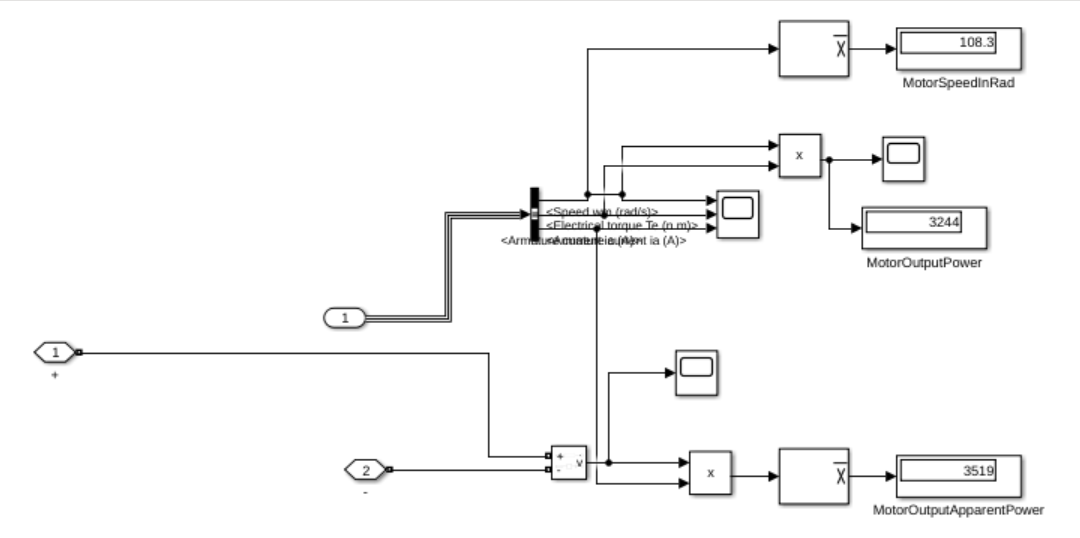 X
108.3
MotorSpeedInRad
x
3244
MotorOutputPower
<Speed wm (rad/s)>
<Electrical torque Te (n m)>
<Armature current ia (A)>
1
1
+
+
-
v
2
-
x
X
3519
MotorOutputApparentPower